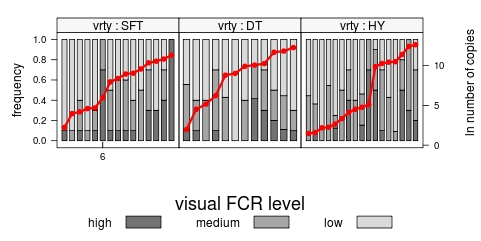 vrty : SFT vrty : DT vrty : HY
1.0
0.8
0.6
0.4
0.2
0.0
frequency
10
5
0
ln number of copies
6
visual FCR level
high medium low